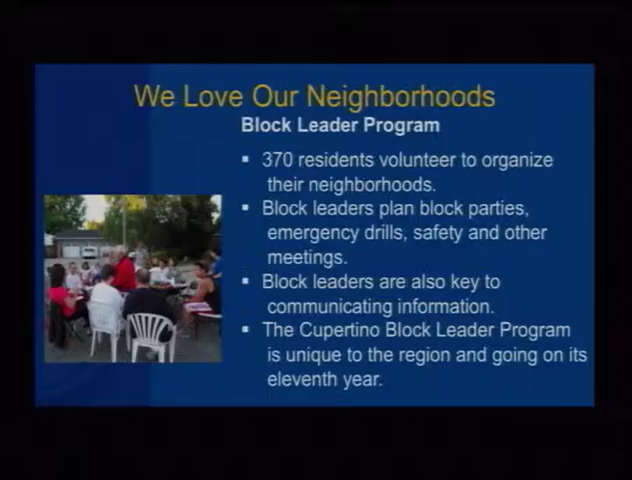 We Love Our Neighborhoods
Block Leader Program
▪ 370 residents volunteer to organize
their neighborhoods.
▪ Block leaders plan block parties,
emergency drills, safety and other
meetings.
▪ Block leaders are also key to
communicating information.
▪ The Cupertino Block Leader Program
is unique to the region and going on its
eleventh year.